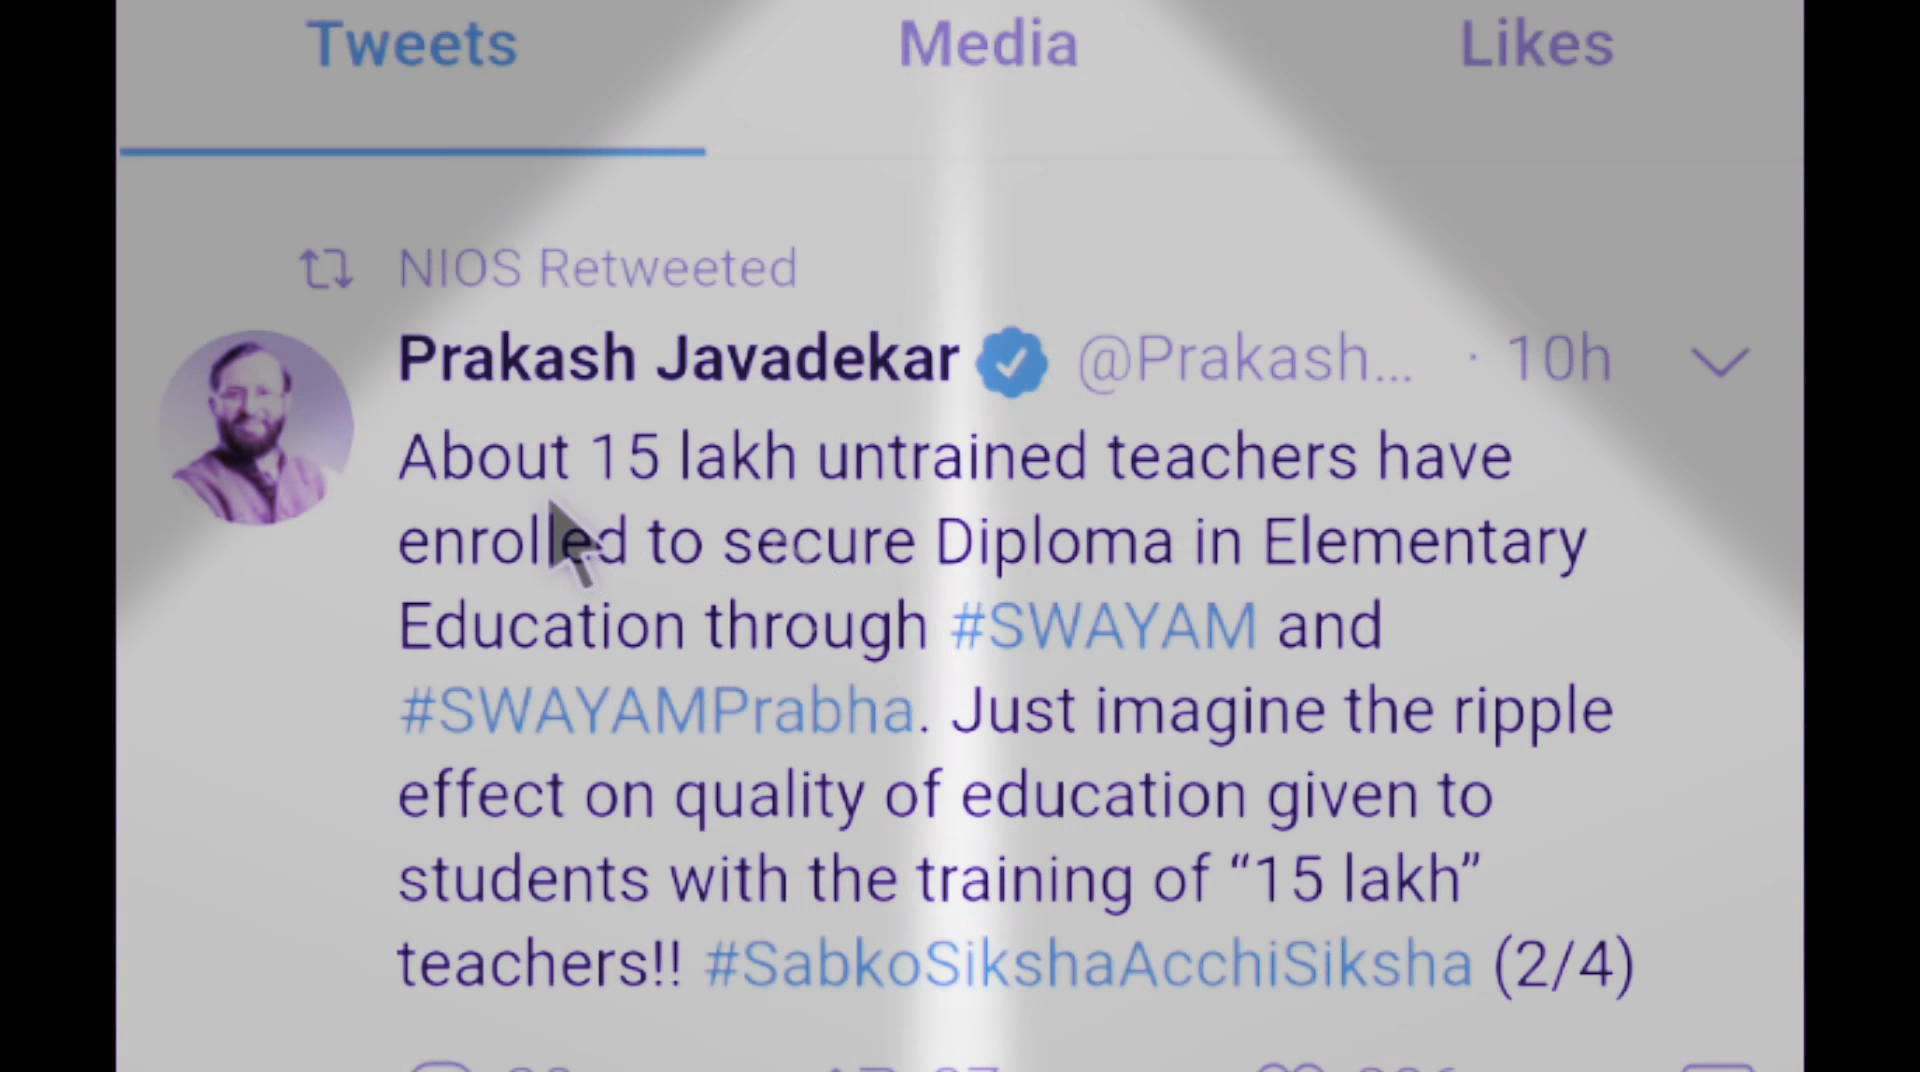 Tweets Media Likes
NIOS Retweeted
Prakash Javadekar @Prakash... · 10h
About 15 lakh untrained teachers have
enrolled to secure Diploma in Elementary
Education through #SWAYAM and
#SWAYAMPrabha. Just imagine the ripple
effect on quality of education given to
students with the training of “15 lakh”
teachers!! #SabkoSikshaAcchiSiksha (2/4)